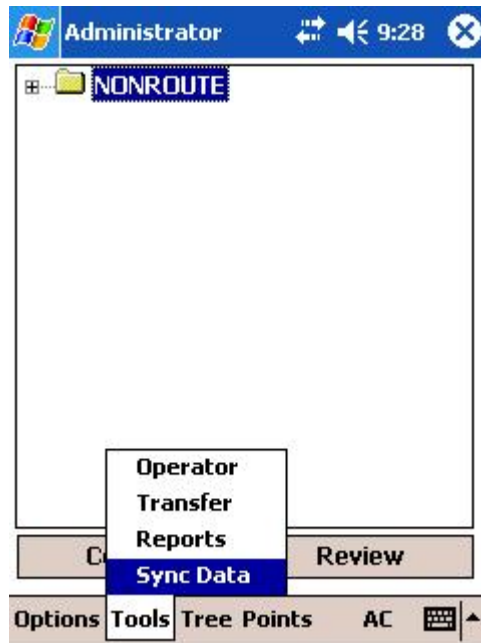 Administrator 9:28
NONROUTE
Operator
Transfer
Reports
Sync Data
Review
Options Tools Tree Points AC